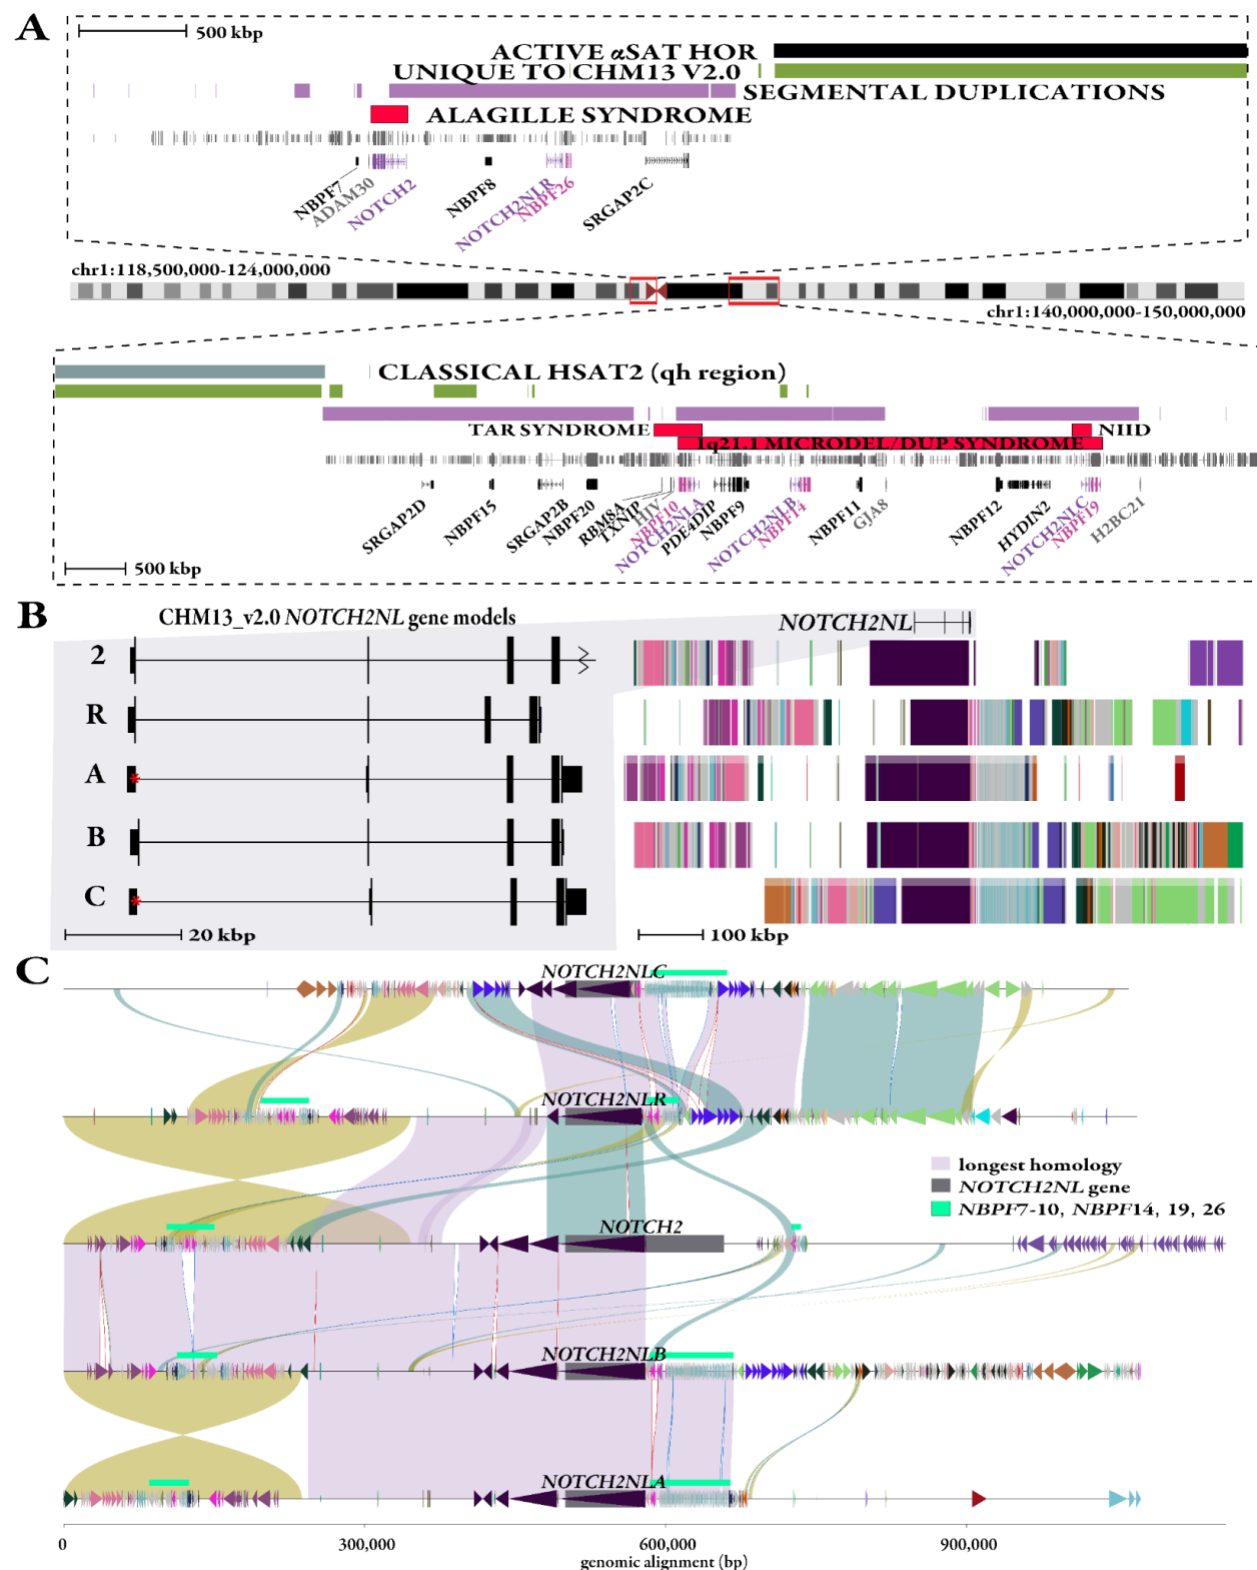 A
500 kbp
ACTIVE αSAT HOR
UNIQUE TO CHM13 V2.0
SEGMENTAL DUPLICATIONS
ALAGILLE SYNDROME
NBPF7
ADAM30
NOTCH2
NBPF8
NOTCH2NLR
NBPF26
SRGAP2C
chr1:118,500,000-124,000,000
chr1:140,000,000-150,000,000
CLASSICAL HSAT2 (qh region)
TAR SYNDROME
NIID
1q21.1 MICRODEL/DUP SYNDROME
SRGAP2D
NBPF15
SRGAP2B
NBPF20
RBM8A
TXNIP
HJV
NBPF10
NOTCH2NLA
PDE4DIP
NBPF9
NOTCH2NLB
NBPF14
NBPF11
GJA8
NBPF12
HYDIN2
NOTCH2NLC
NBPF19
H2BC21
500 kbp
B
CHM13_v2.0 NOTCH2NL gene models
NOTCH2NL
2
R
A
*
B
C
*
20 kbp
100 kbp
C
NOTCH2NLC
NOTCH2NLR
longest homology
NOTCH2NL gene
NBPF7-10, NBPF14, 19, 26
NOTCH2
NOTCH2NLB
NOTCH2NLA
0
300,000
600,000
900,000
genomic alignment (bp)